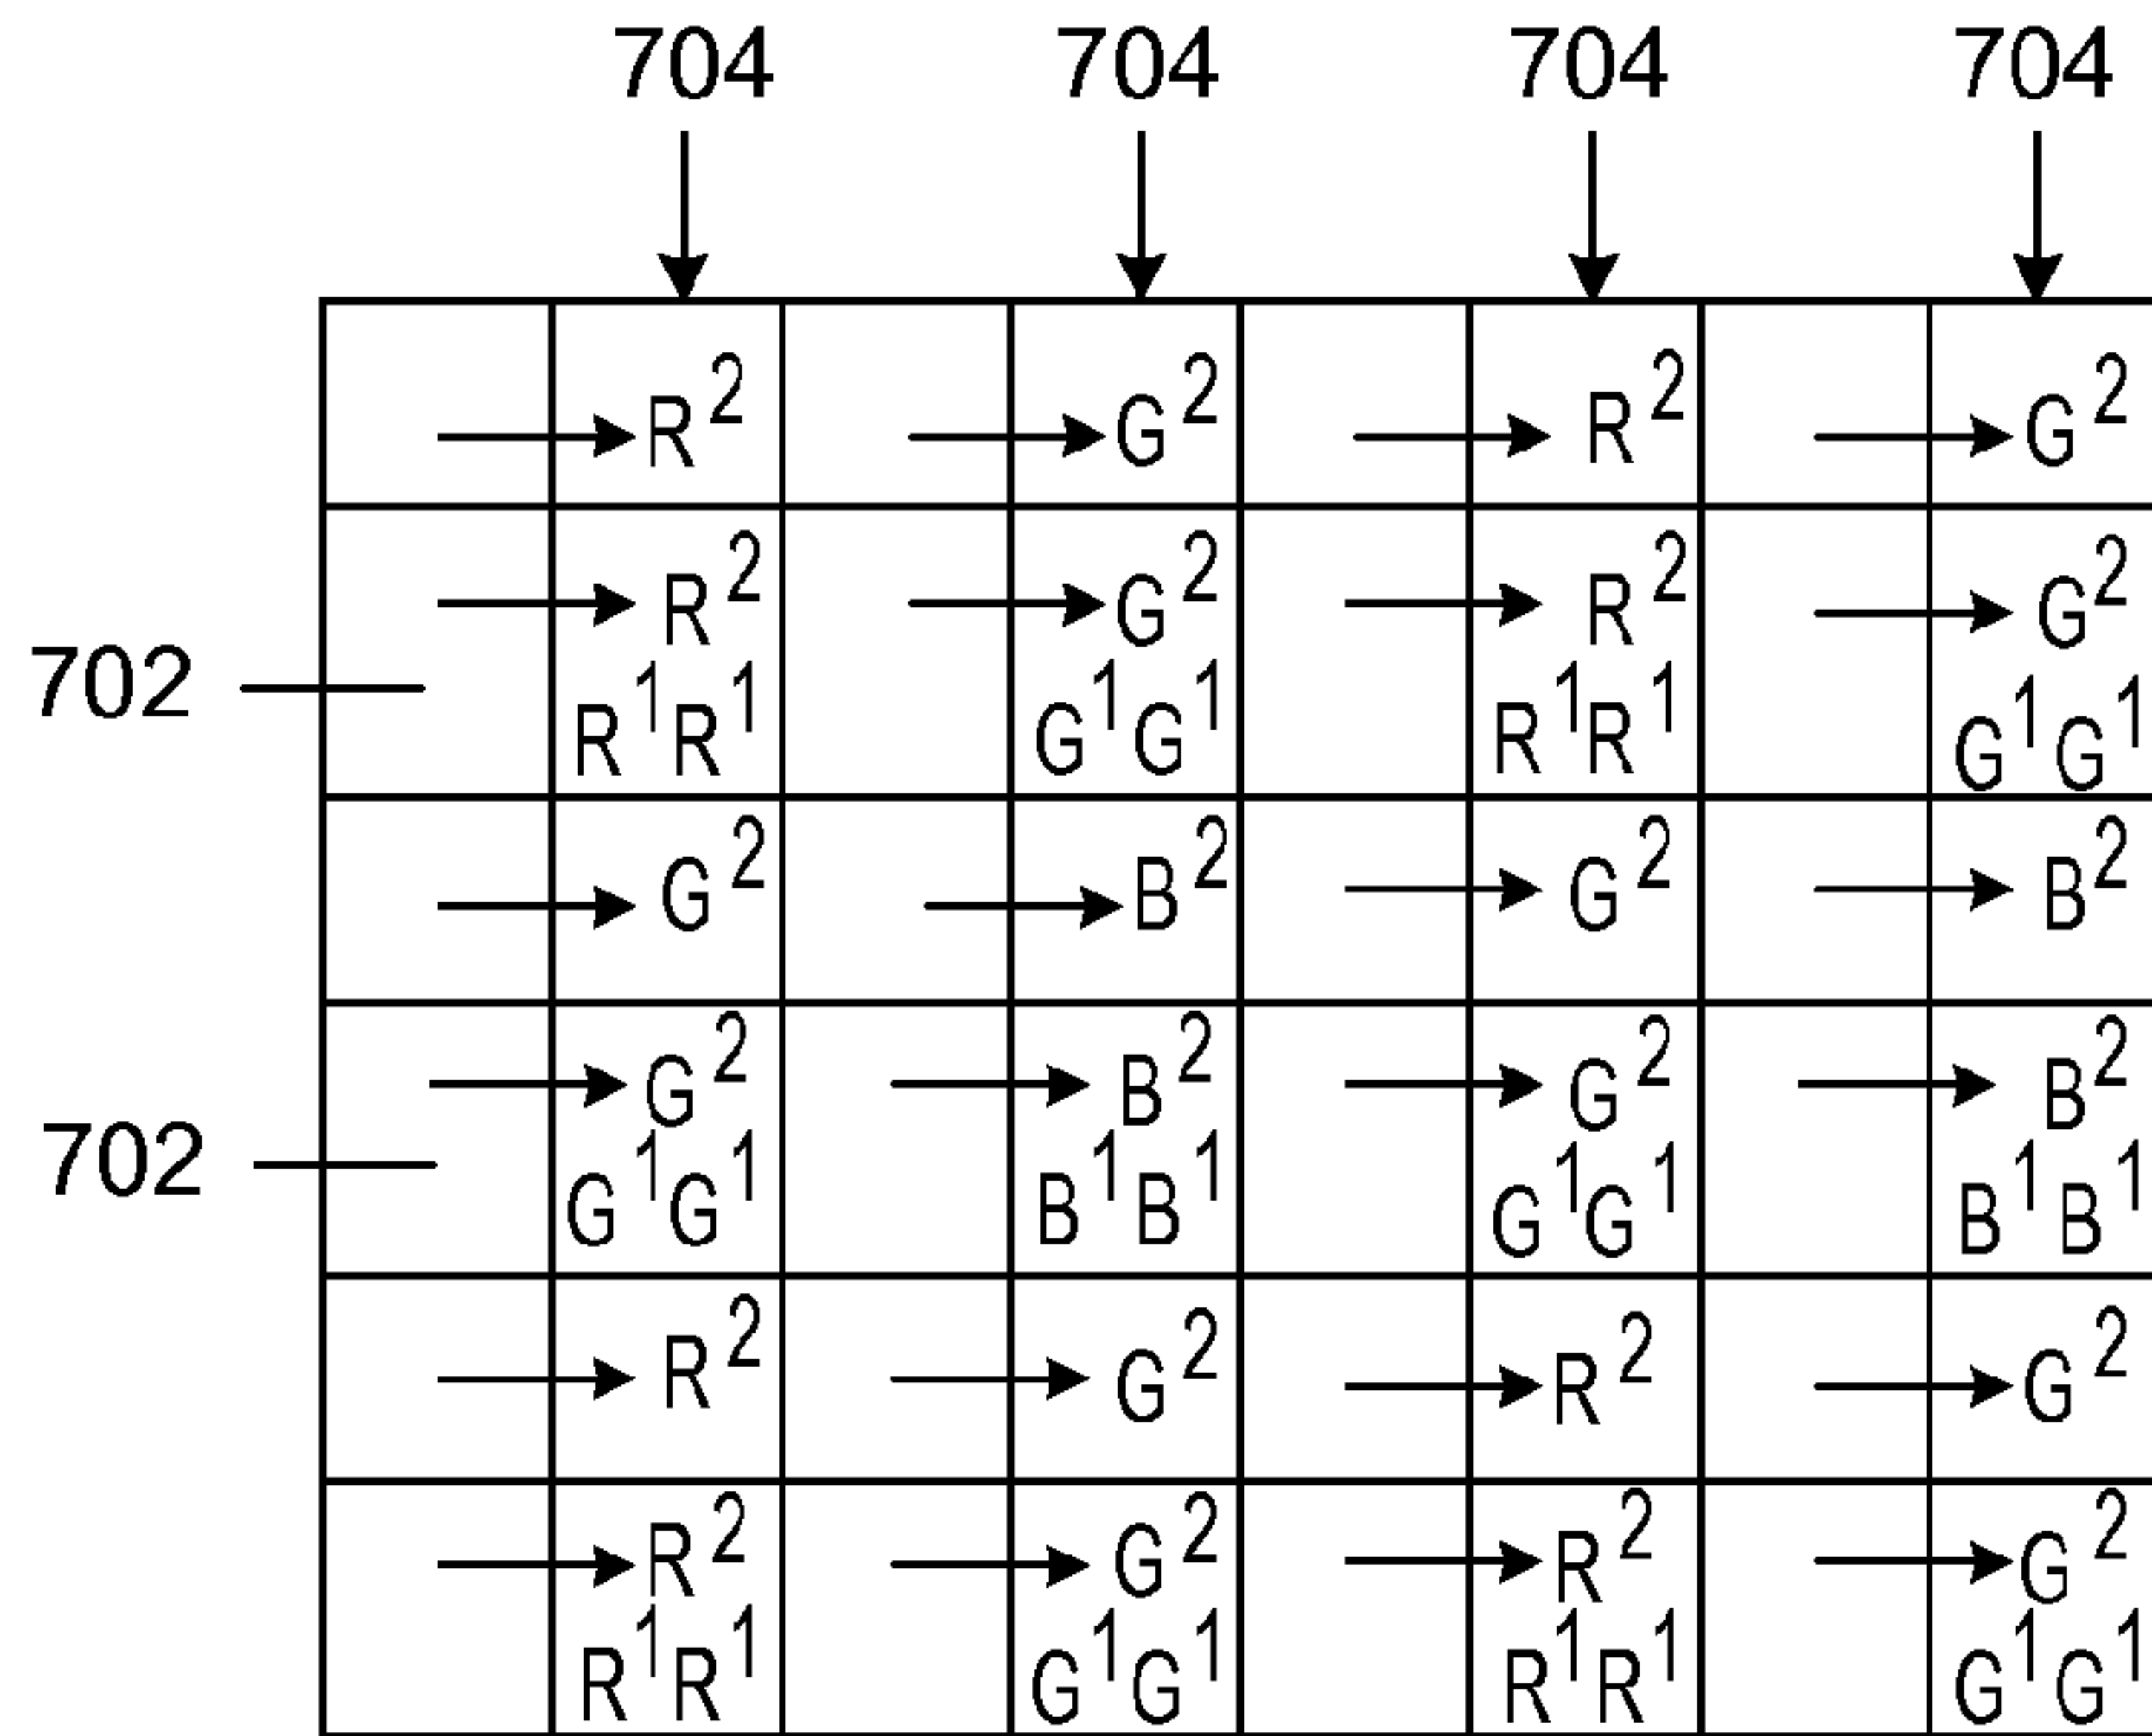 704 704 704 704
R² G² R² G²
R² G² R² G²
702
R¹R¹ G¹G¹ R¹R¹ G¹G¹
G² B² G² B²
G² B² G² B²
702
G¹G¹ B¹B¹ G¹G¹ B¹B¹
R² G² R² G²
R² G² R² G²
R¹R¹ G¹G¹ R¹R¹ G¹G¹